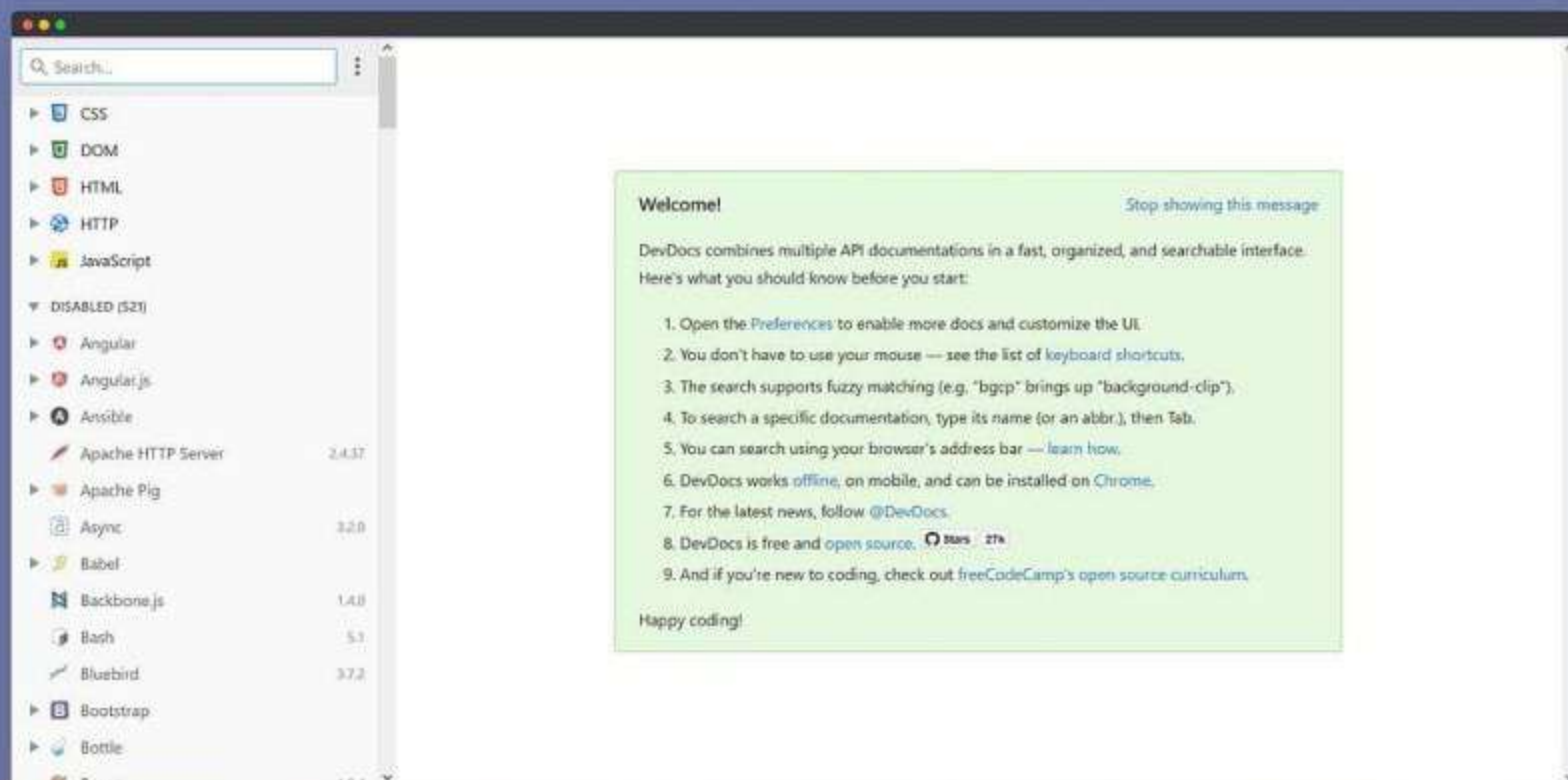 Search...
CSS
DOM
HTML
HTTP
JavaScript
DISABLED (521)
Angular
Angular.js
Ansible
Apache HTTP Server 2.4.37
Apache Pig
Async 3.2.0
Babel
Backbone.js 1.4.0
Bash 5.1
Bluebird 3.7.2
Bootstrap
Bottle
Welcome! Stop showing this message
DevDocs combines multiple API documentations in a fast, organized, and searchable interface.
Here's what you should know before you start:
1. Open the Preferences to enable more docs and customize the UI.
2. You don't have to use your mouse — see the list of keyboard shortcuts.
3. The search supports fuzzy matching (e.g. "bgcp" brings up "background-clip").
4. To search a specific documentation, type its name (or an abbr.), then Tab.
5. You can search using your browser's address bar — learn how.
6. DevDocs works offline, on mobile, and can be installed on Chrome.
7. For the latest news, follow @DevDocs.
8. DevDocs is free and open source. Stars 27k
9. And if you're new to coding, check out freeCodeCamp's open source curriculum.
Happy coding!